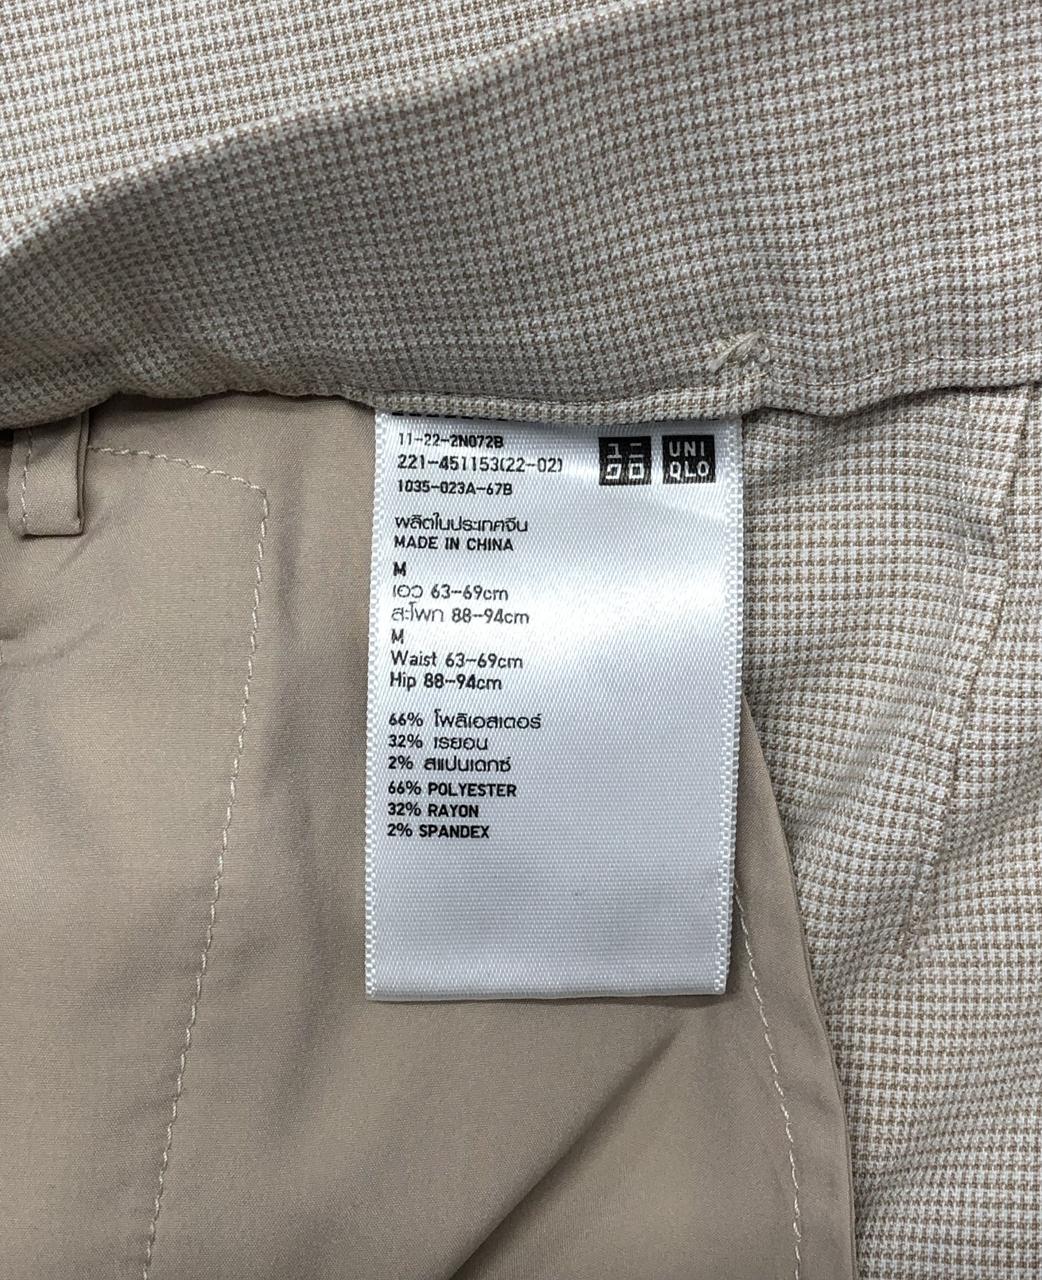 11-22-2N072B
221-451153(22-02)
1035-023A-67B
ユニ
クロ
UNI
QLO
ผลิตในประเทศจีน
MADE IN CHINA
M
เอว 63-69cm
สะโพก 88-94cm
M
Waist 63-69cm
Hip 88-94cm
66% โพลีเอสเตอร์
32% เรยอน
2% สแปนเดกซ์
66% POLYESTER
32% RAYON
2% SPANDEX